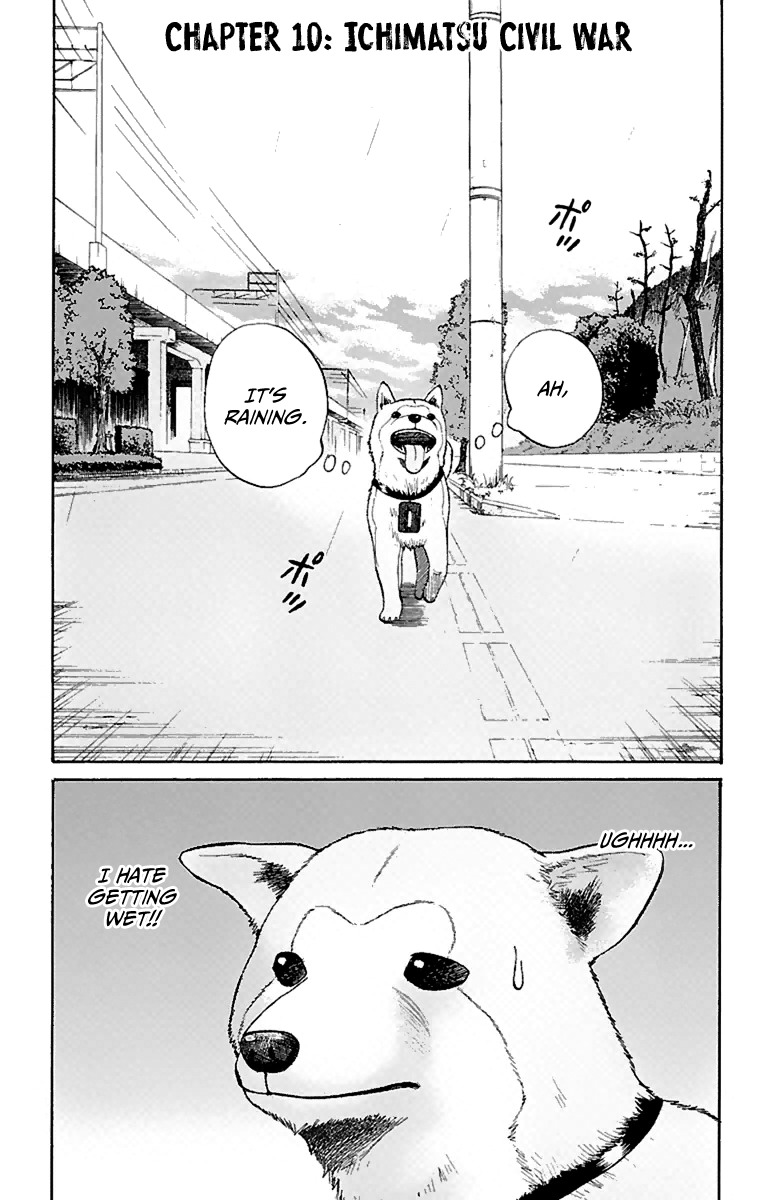 CHAPTER 10: ICHIMATSU CIVIL WAR
ポッ
AH,
IT'S
RAINING.
ポッ
UGHHHH...
I HATE
GETTING
WET!!